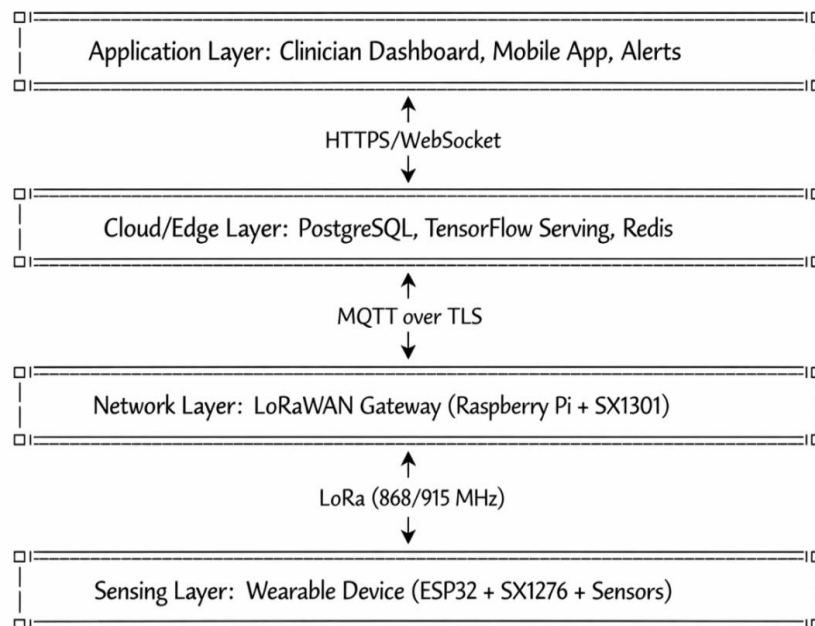 Application Layer: Clinician Dashboard, Mobile App, Alerts
HTTPS/WebSocket
Cloud/Edge Layer: PostgreSQL, TensorFlow Serving, Redis
MQTT over TLS
Network Layer: LoRaWAN Gateway (Raspberry Pi + SX1301)
LoRa (868/915 MHz)
Sensing Layer: Wearable Device (ESP32 + SX1276 + Sensors)